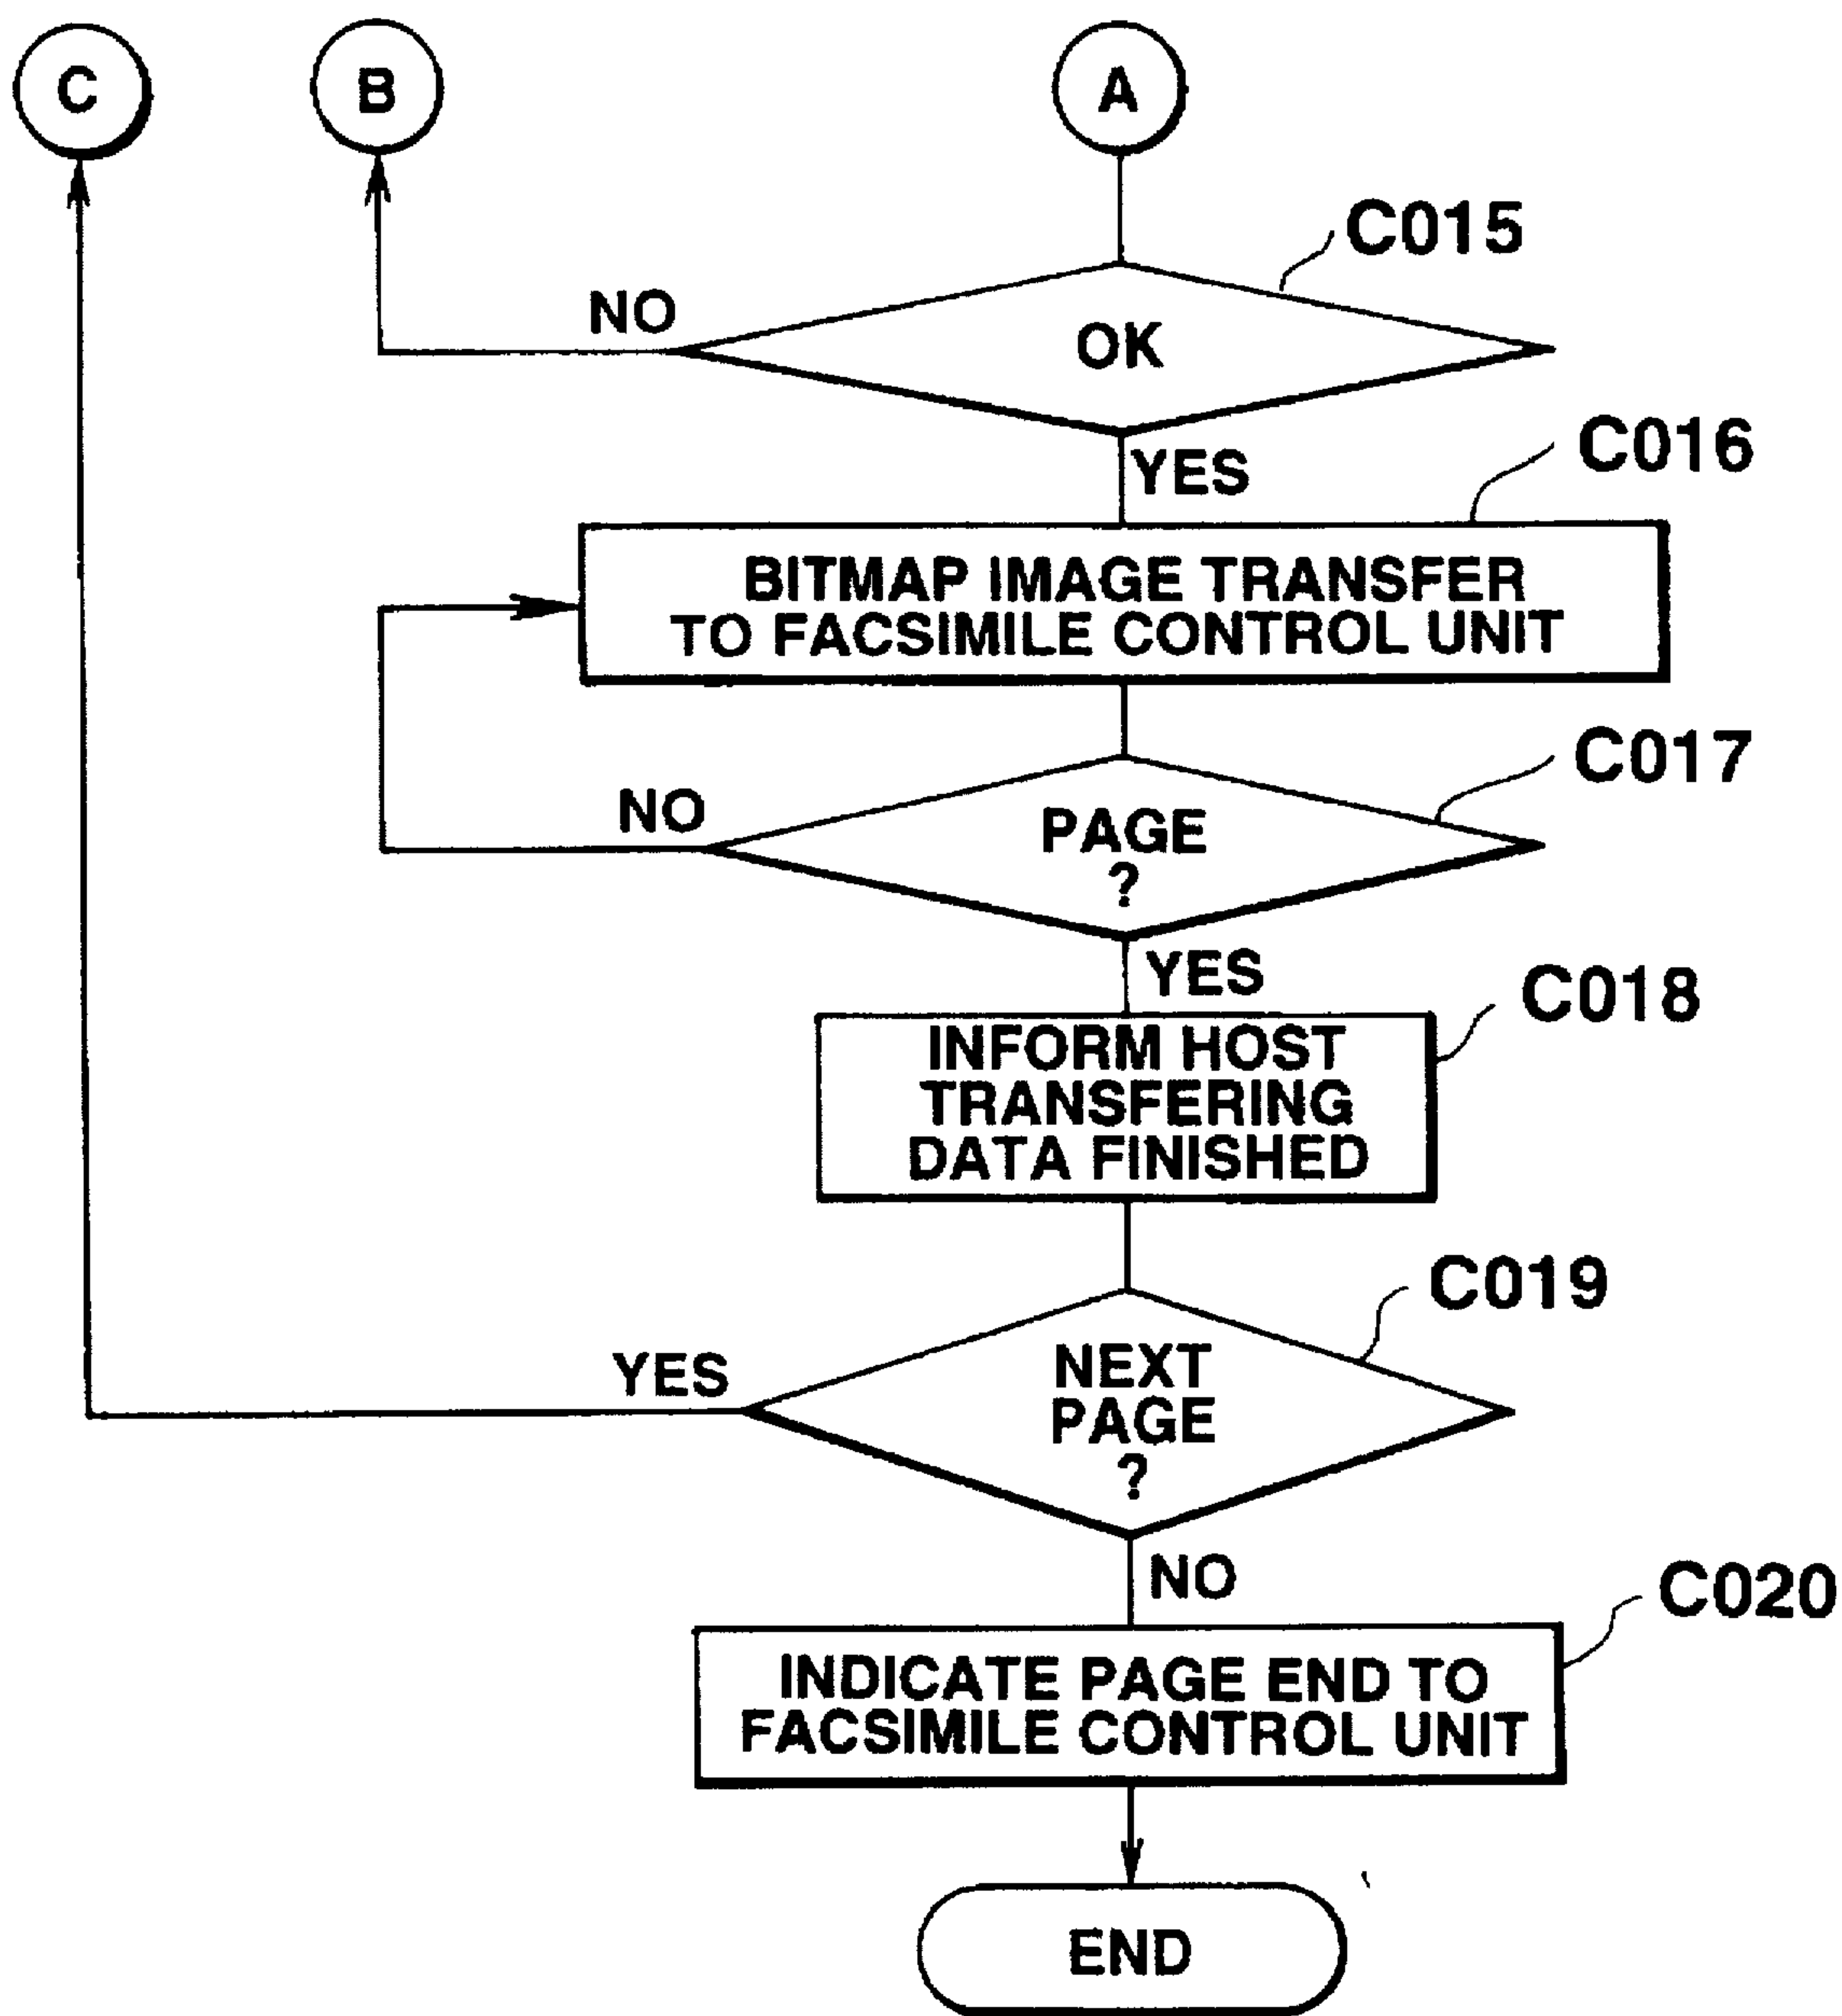 C
B
A
C015
NO
OK
YES
C016
BITMAP IMAGE TRANSFER
TO FACSIMILE CONTROL UNIT
C017
NO
PAGE
?
YES
C018
INFORM HOST
TRANSFERING
DATA FINISHED
C019
YES
NEXT
PAGE
?
NO
C020
INDICATE PAGE END TO
FACSIMILE CONTROL UNIT
END